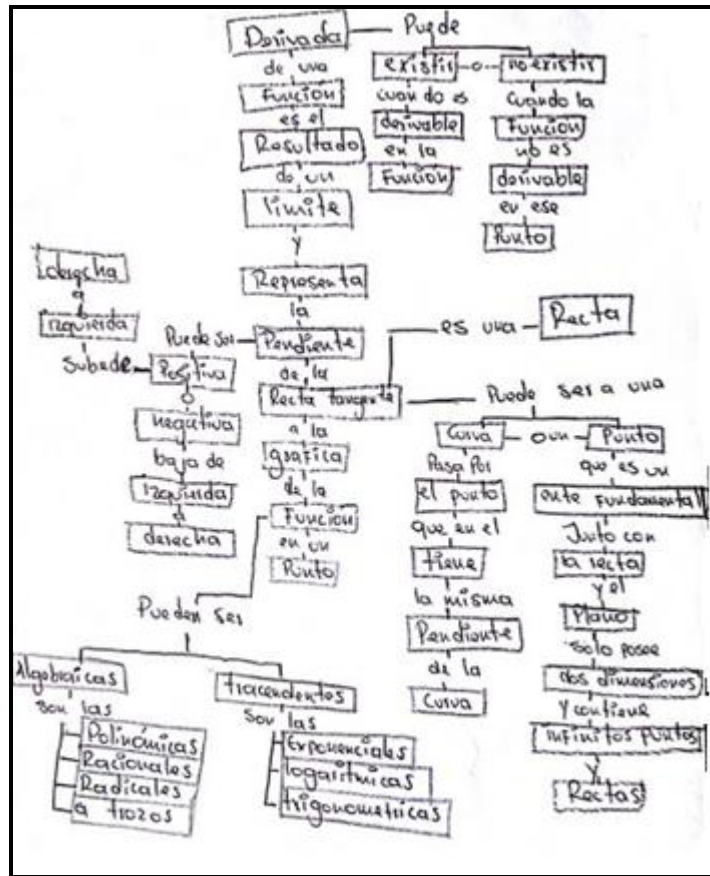 Derivada
Puede
de una
Función
es el
Resultado
de un
límite
y
Representa
la
Pendiente
de la
Recta tangente
a la
grafica
de la
Función
en un
Punto
existir o no existir
cuando es
derivable
en la
Función
Cuando la
Función
no es
derivable
en ese
Punto
es una
Recta
Puede ser
Positiva
o
negativa
baja de
izquierda
a
derecha
sube de
izquierda
a
derecha
Puede ser a una
Curva o un Punto
Pasa Por
el punto
que en el
tiene
la misma
Pendiente
de la
Curva
que es un
ente Fundamental
Junto con
la recta
y el
Plano
solo posee
dos dimensiones
y contiene
infinitos puntos
y
Rectas
Pueden ser
Algebraicas
son las
Polinómicas
Racionales
Radicales
a trozos
tracendentes
son las
Exponenciales
logaritmicas
trigonometricas